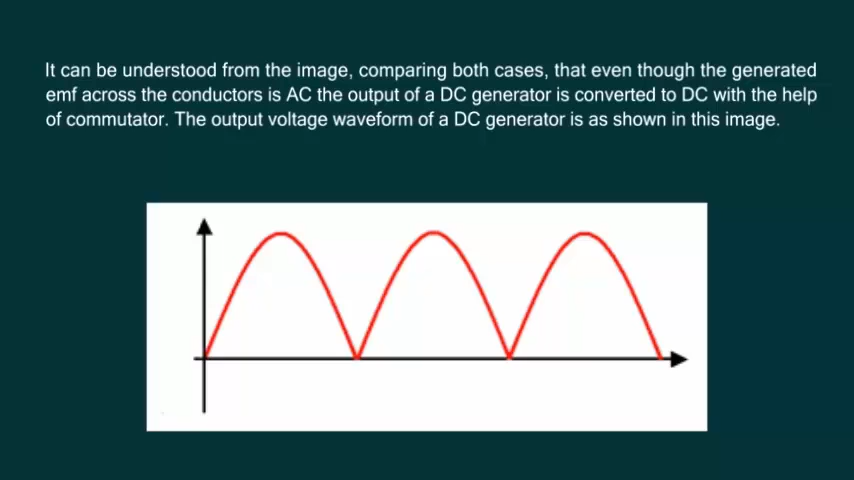 It can be understood from the image, comparing both cases, that even though the generated
emf across the conductors is AC the output of a DC generator is converted to DC with the help
of commutator. The output voltage waveform of a DC generator is as shown in this image.